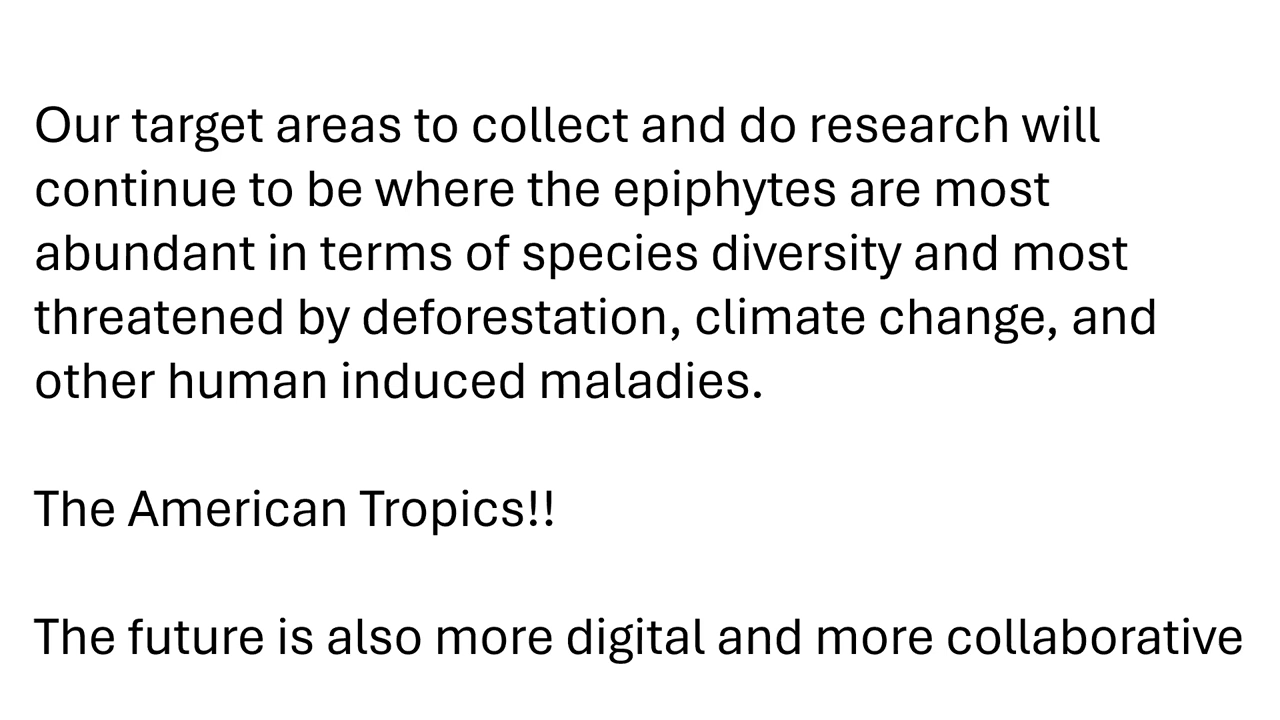 Our target areas to collect and do research will
continue to be where the epiphytes are most
abundant in terms of species diversity and most
threatened by deforestation, climate change, and
other human induced maladies.
The American Tropics!!
The future is also more digital and more collaborative